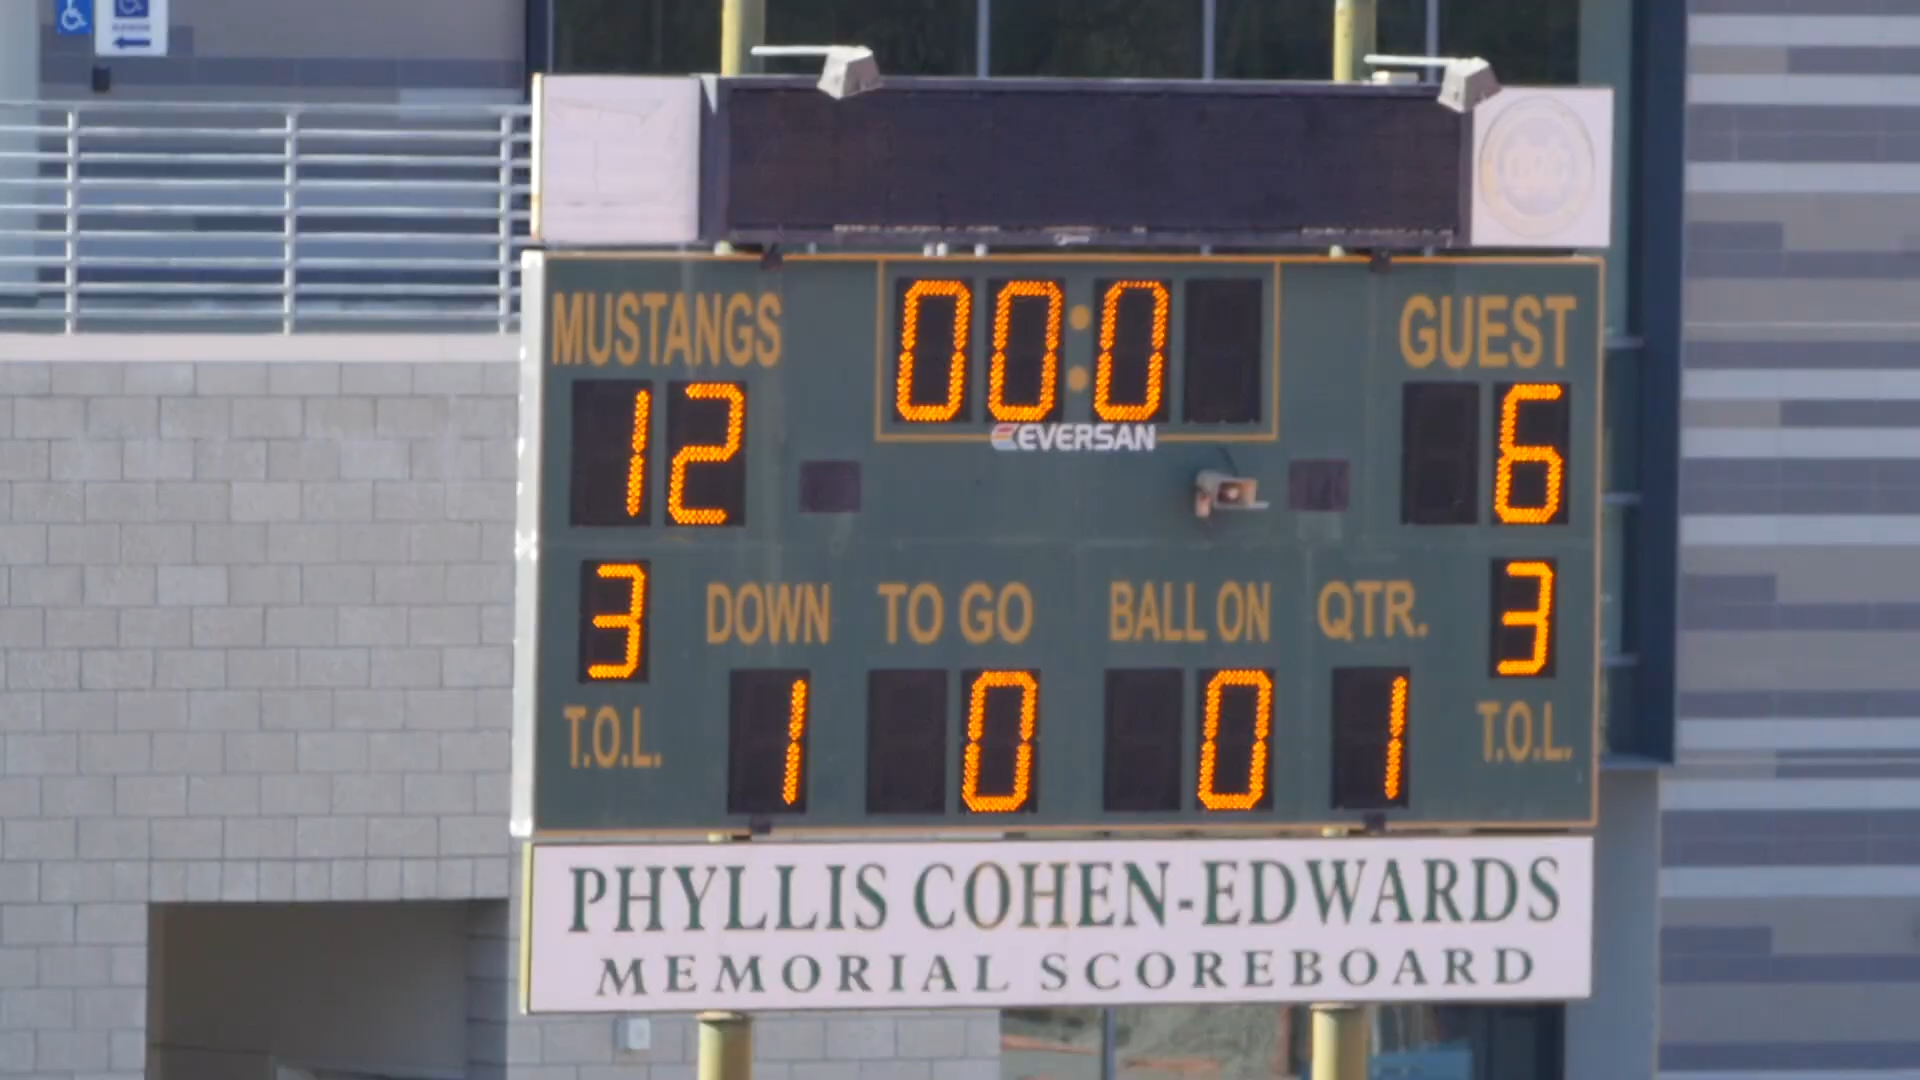 MUSTANGS
000:0
GUEST
12
EVERSAN
6
3
DOWN
TO GO
BALL ON
QTR.
3
T.O.L.
1
0
0
1
T.O.L.
PHYLLIS COHEN-EDWARDS
MEMORIAL SCOREBOARD